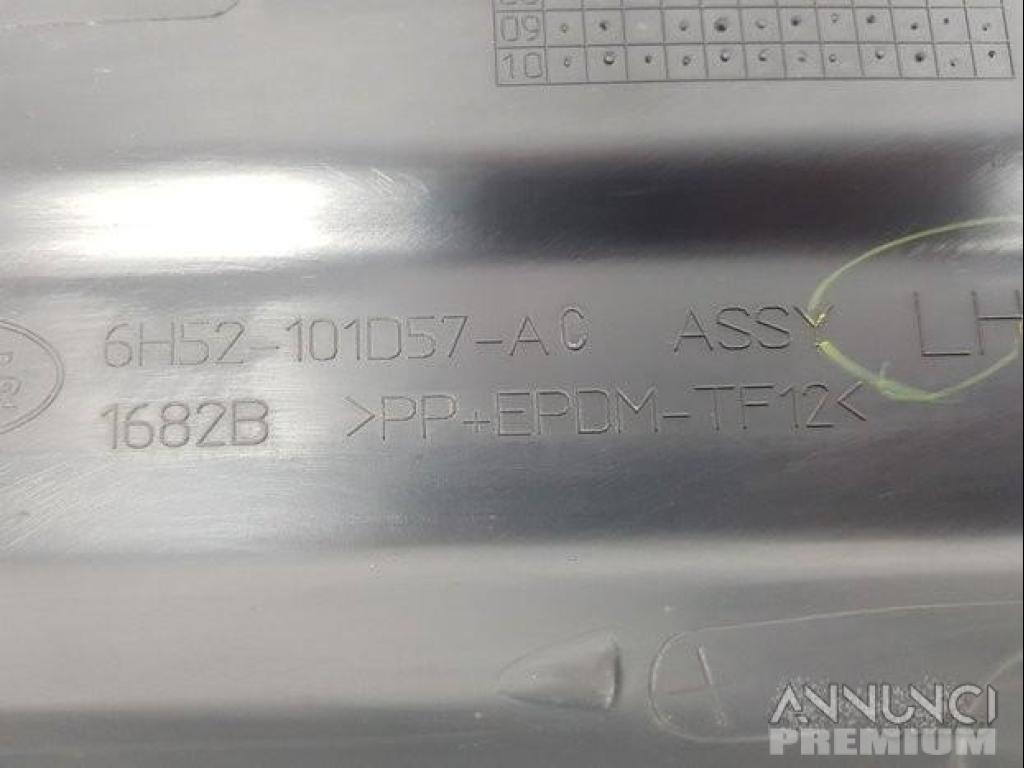 09
10
6H52-101D57-AC ASSY LH
1682B >PP+EPDM-TF12<
ANNUNCI
PREMIUM